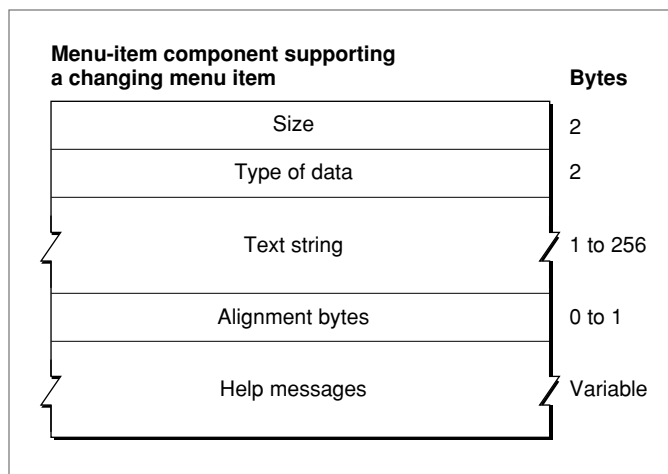 Menu-item component supporting
a changing menu item Bytes
Size 2
Type of data 2
Text string 1 to 256
Alignment bytes 0 to 1
Help messages Variable